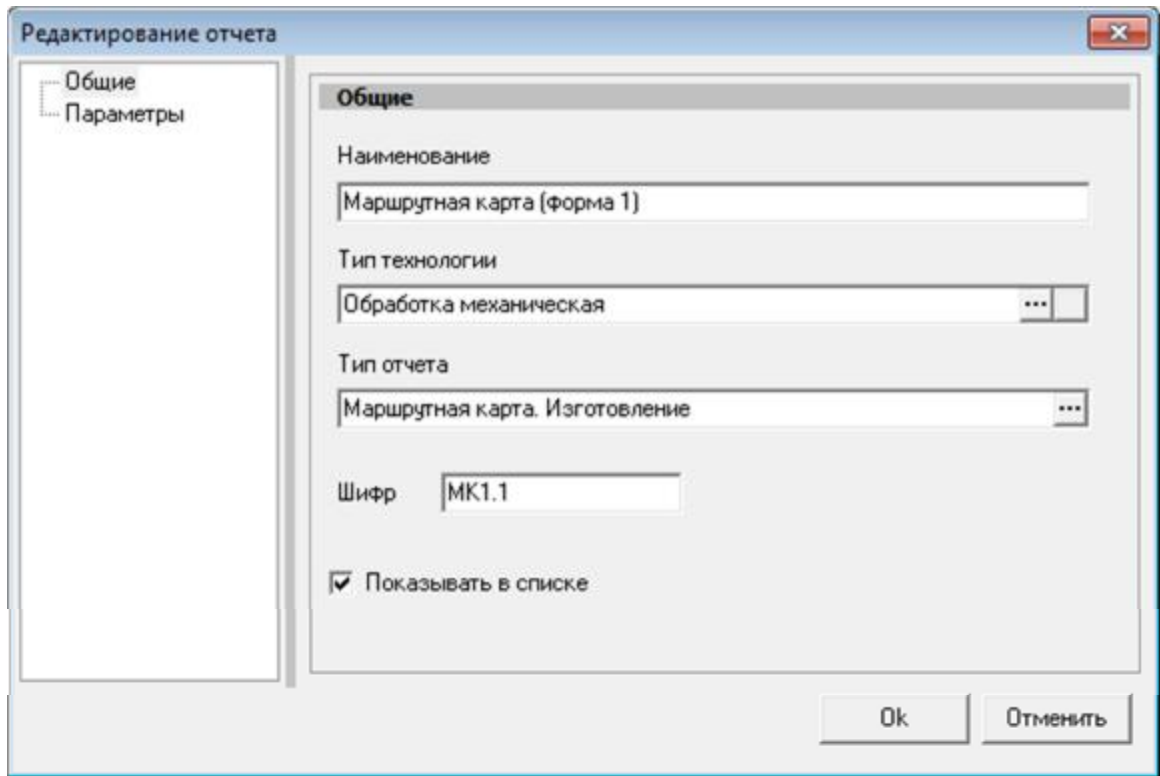 Редактирование отчета
Общие
Параметры
Общие
Наименование
Маршрутная карта (форма 1)
Тип технологии
Обработка механическая
Тип отчета
Маршрутная карта. Изготовление
Шифр МК1.1
Показывать в списке
Ok Отменить